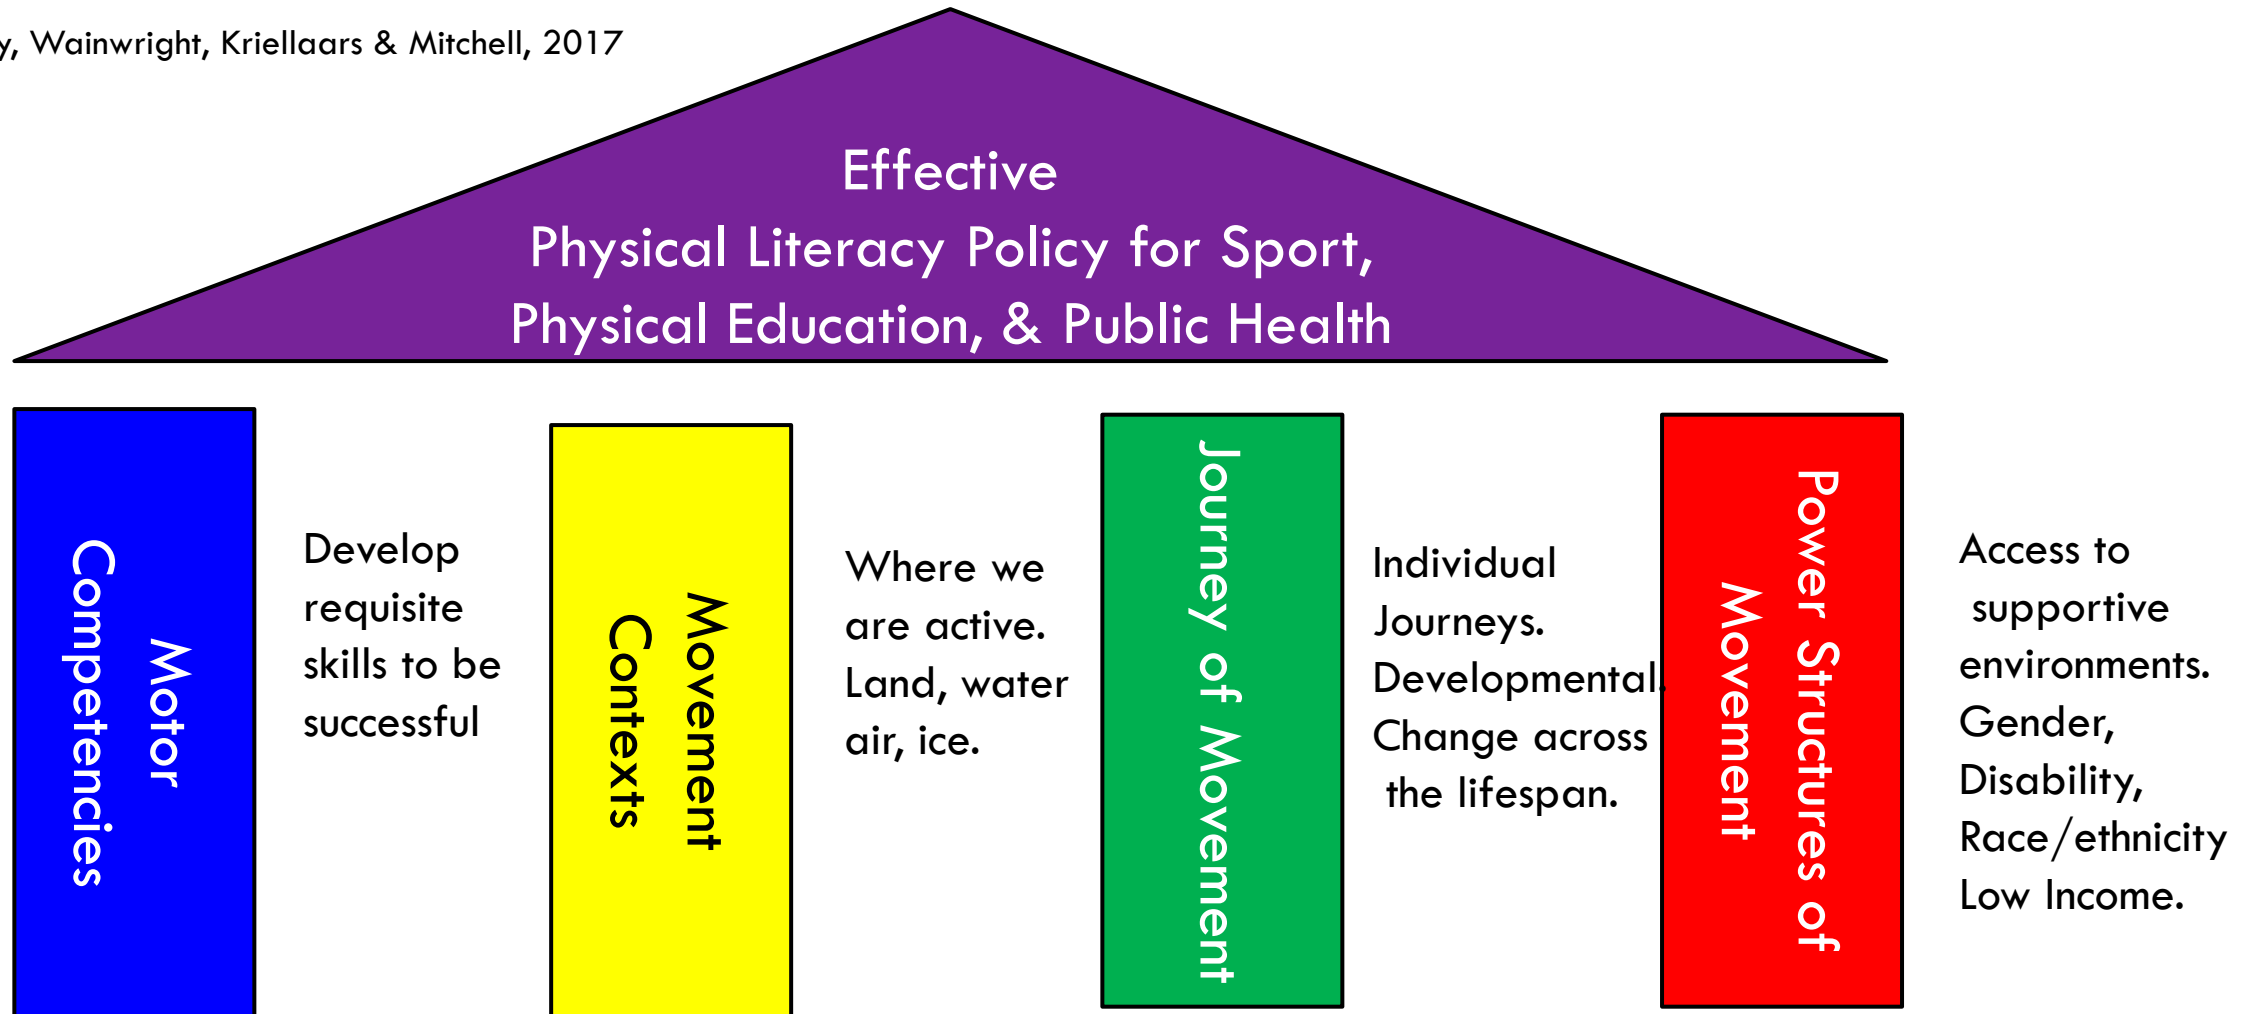 Wainwright, Kriellaars & Mitchell, 2017
Effective
Physical Literacy Policy for Sport,
Physical Education, & Public Health
Motor
Competencies
Develop
requisite
skills to be
successful
Movement
Contexts
Where we
are active.
Land, water
air, ice.
Journey of Movement
Individual
Journeys.
Developmental.
Change across
the lifespan.
Power Structures of
Movement
Access to
supportive
environments.
Gender,
Disability,
Race/ethnicity
Low Income.